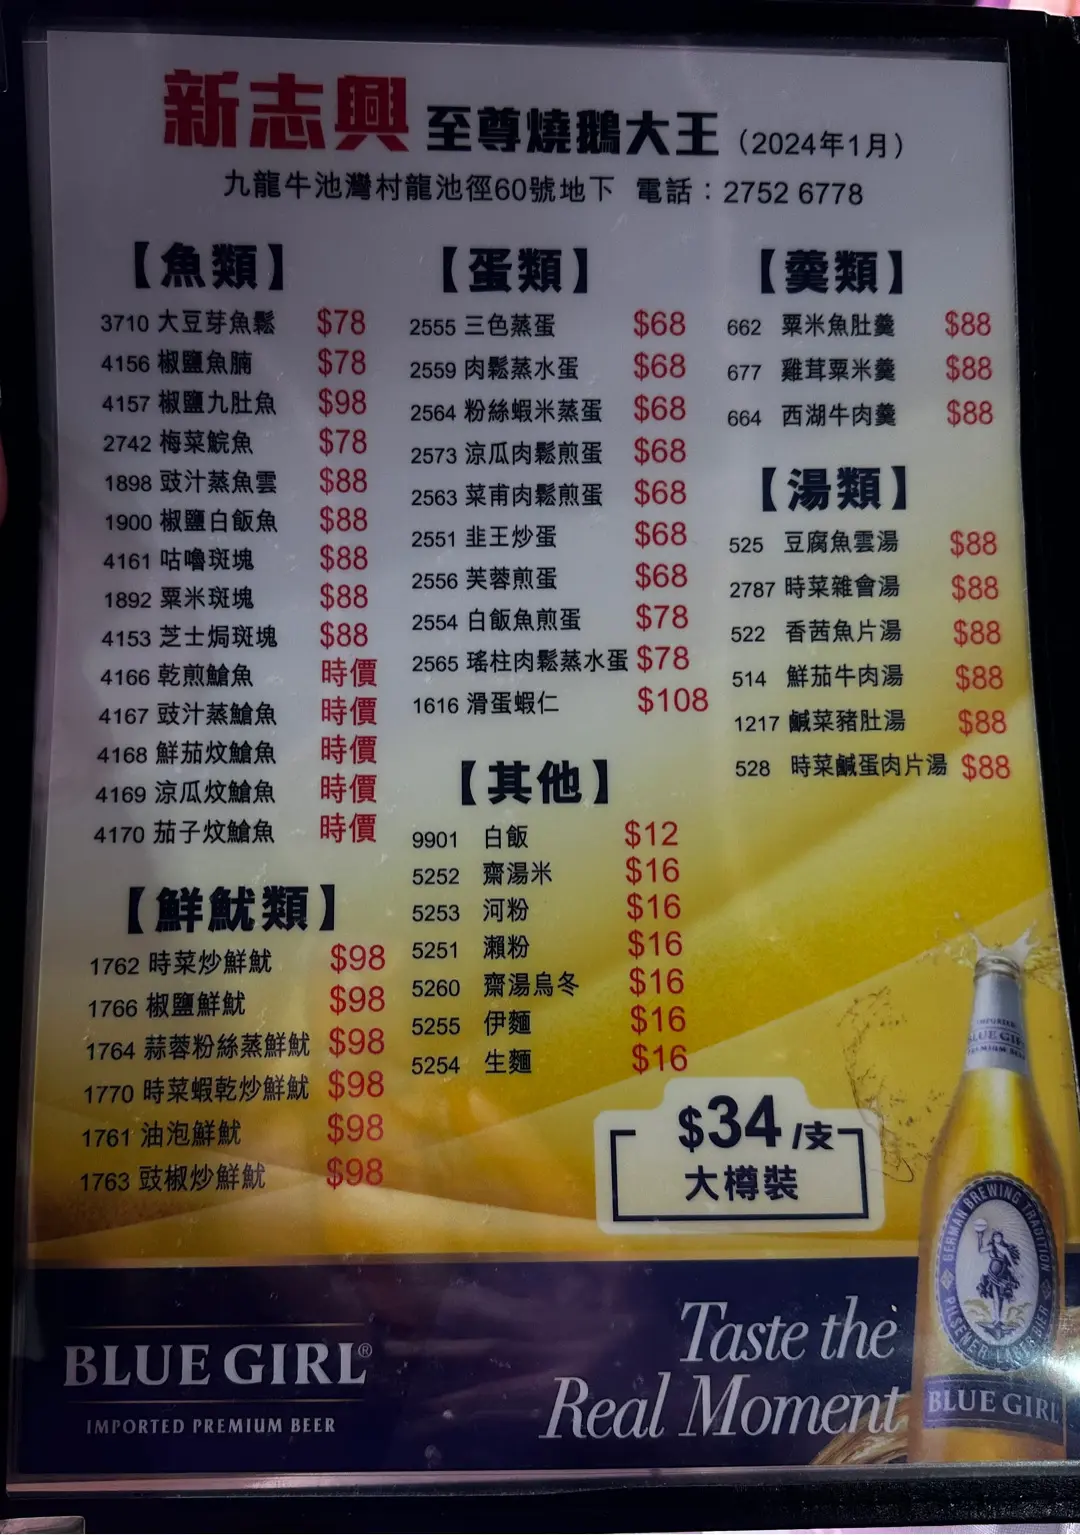 新志興 至尊燒鵝大王（2024年1月）
九龍牛池灣村龍池徑60號地下 電話：2752 6778
【魚類】
3710 大豆芽魚鬆 $78
4156 椒鹽魚腩 $78
4157 椒鹽九肚魚 $98
2742 梅菜鯇魚 $78
1898 豉汁蒸魚雲 $88
1900 椒鹽白飯魚 $88
4161 咕嚕斑塊 $88
1892 粟米斑塊 $88
4153 芝士焗斑塊 $88
4166 乾煎鱠魚 時價
4167 豉汁蒸鱠魚 時價
4168 鮮茄炆鱠魚 時價
4169 涼瓜炆鱠魚 時價
4170 茄子炆鱠魚 時價
【鮮魷類】
1762 時菜炒鮮魷 $98
1766 椒鹽鮮魷 $98
1764 蒜蓉粉絲蒸鮮魷 $98
1770 時菜蝦乾炒鮮魷 $98
1761 油泡鮮魷 $98
1763 豉椒炒鮮魷 $98
【蛋類】
2555 三色蒸蛋 $68
2559 肉鬆蒸水蛋 $68
2564 粉絲蝦米蒸蛋 $68
2573 涼瓜肉鬆煎蛋 $68
2563 菜甫肉鬆煎蛋 $68
2551 韭王炒蛋 $68
2556 芙蓉煎蛋 $68
2554 白飯魚煎蛋 $78
2565 瑤柱肉鬆蒸水蛋 $78
1616 滑蛋蝦仁 $108
【其他】
9901 白飯 $12
5252 齋湯米 $16
5253 河粉 $16
5251 瀨粉 $16
5260 齋湯烏冬 $16
5255 伊麵 $16
5254 生麵 $16
【羹類】
662 粟米魚肚羹 $88
677 雞茸粟米羹 $88
664 西湖牛肉羹 $88
【湯類】
525 豆腐魚雲湯 $88
2787 時菜雜會湯 $88
522 香茜魚片湯 $88
514 鮮茄牛肉湯 $88
1217 鹹菜豬肚湯 $88
528 時菜鹹蛋肉片湯 $88
$34 /支
大樽裝
IMPORTED
BLUE GIRL
PREMIUM BEER
GERMAN BREWING TRADITION
PILSENER LAGER BIER
BLUE GIRL
BLUE GIRL®
IMPORTED PREMIUM BEER
Taste the
Real Moment